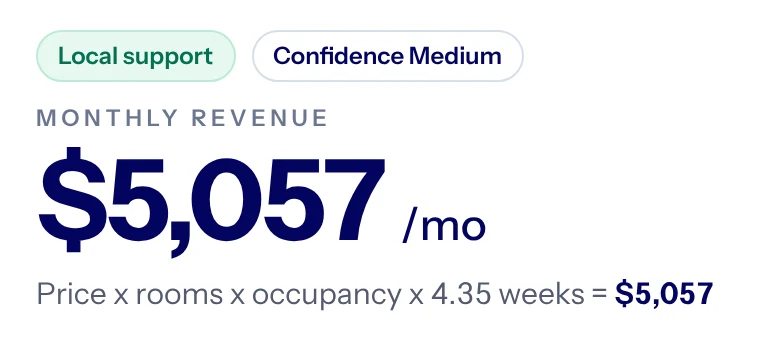 Local support Confidence Medium
MONTHLY REVENUE
$5,057 /mo
Price x rooms x occupancy x 4.35 weeks = $5,057